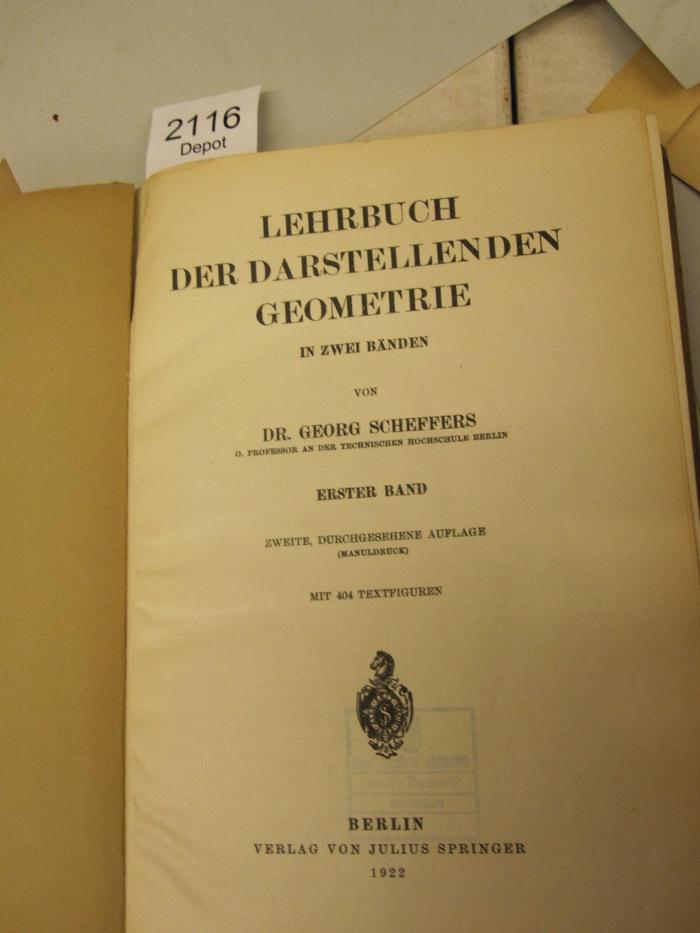 2116
Depot
LEHRBUCH
DER DARSTELLENDEN
GEOMETRIE
IN ZWEI BÄNDEN
VON
DR. GEORG SCHEFFERS
O. PROFESSOR AN DER TECHNISCHEN HOCHSCHULE BERLIN
ERSTER BAND
ZWEITE, DURCHGESEHENE AUFLAGE
(MANULDRUCK)
MIT 404 TEXTFIGUREN
BERLIN
VERLAG VON JULIUS SPRINGER
1922